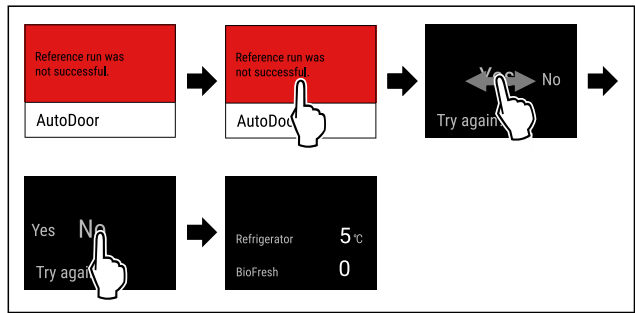 Reference run was
not successful.
AutoDoor
Reference run was
not successful.
AutoDoor
Yes No
Try again
Yes No
Try again
Refrigerator 5 °C
BioFresh 0